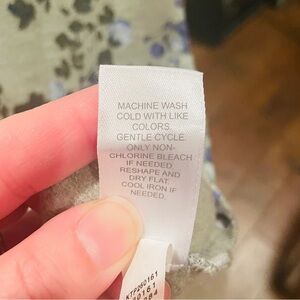 MACHINE WASH
COLD WITH LIKE
COLORS.
GENTLE CYCLE
ONLY NON-
CHLORINE BLEACH
IF NEEDED.
RESHAPE AND
DRY FLAT.
COOL IRON IF
NEEDED